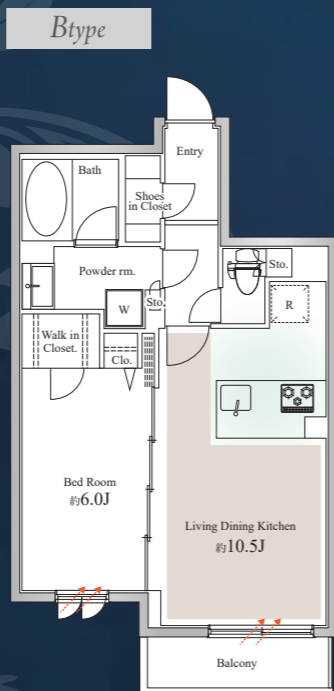 Btype
Entry
Bath
Shoes
in Closet
Powder rm.
Sto.
Sto.
W
R
Walk in
Closet.
Clo.
Bed Room
約6.0J
Living Dining Kitchen
約10.5J
Balcony